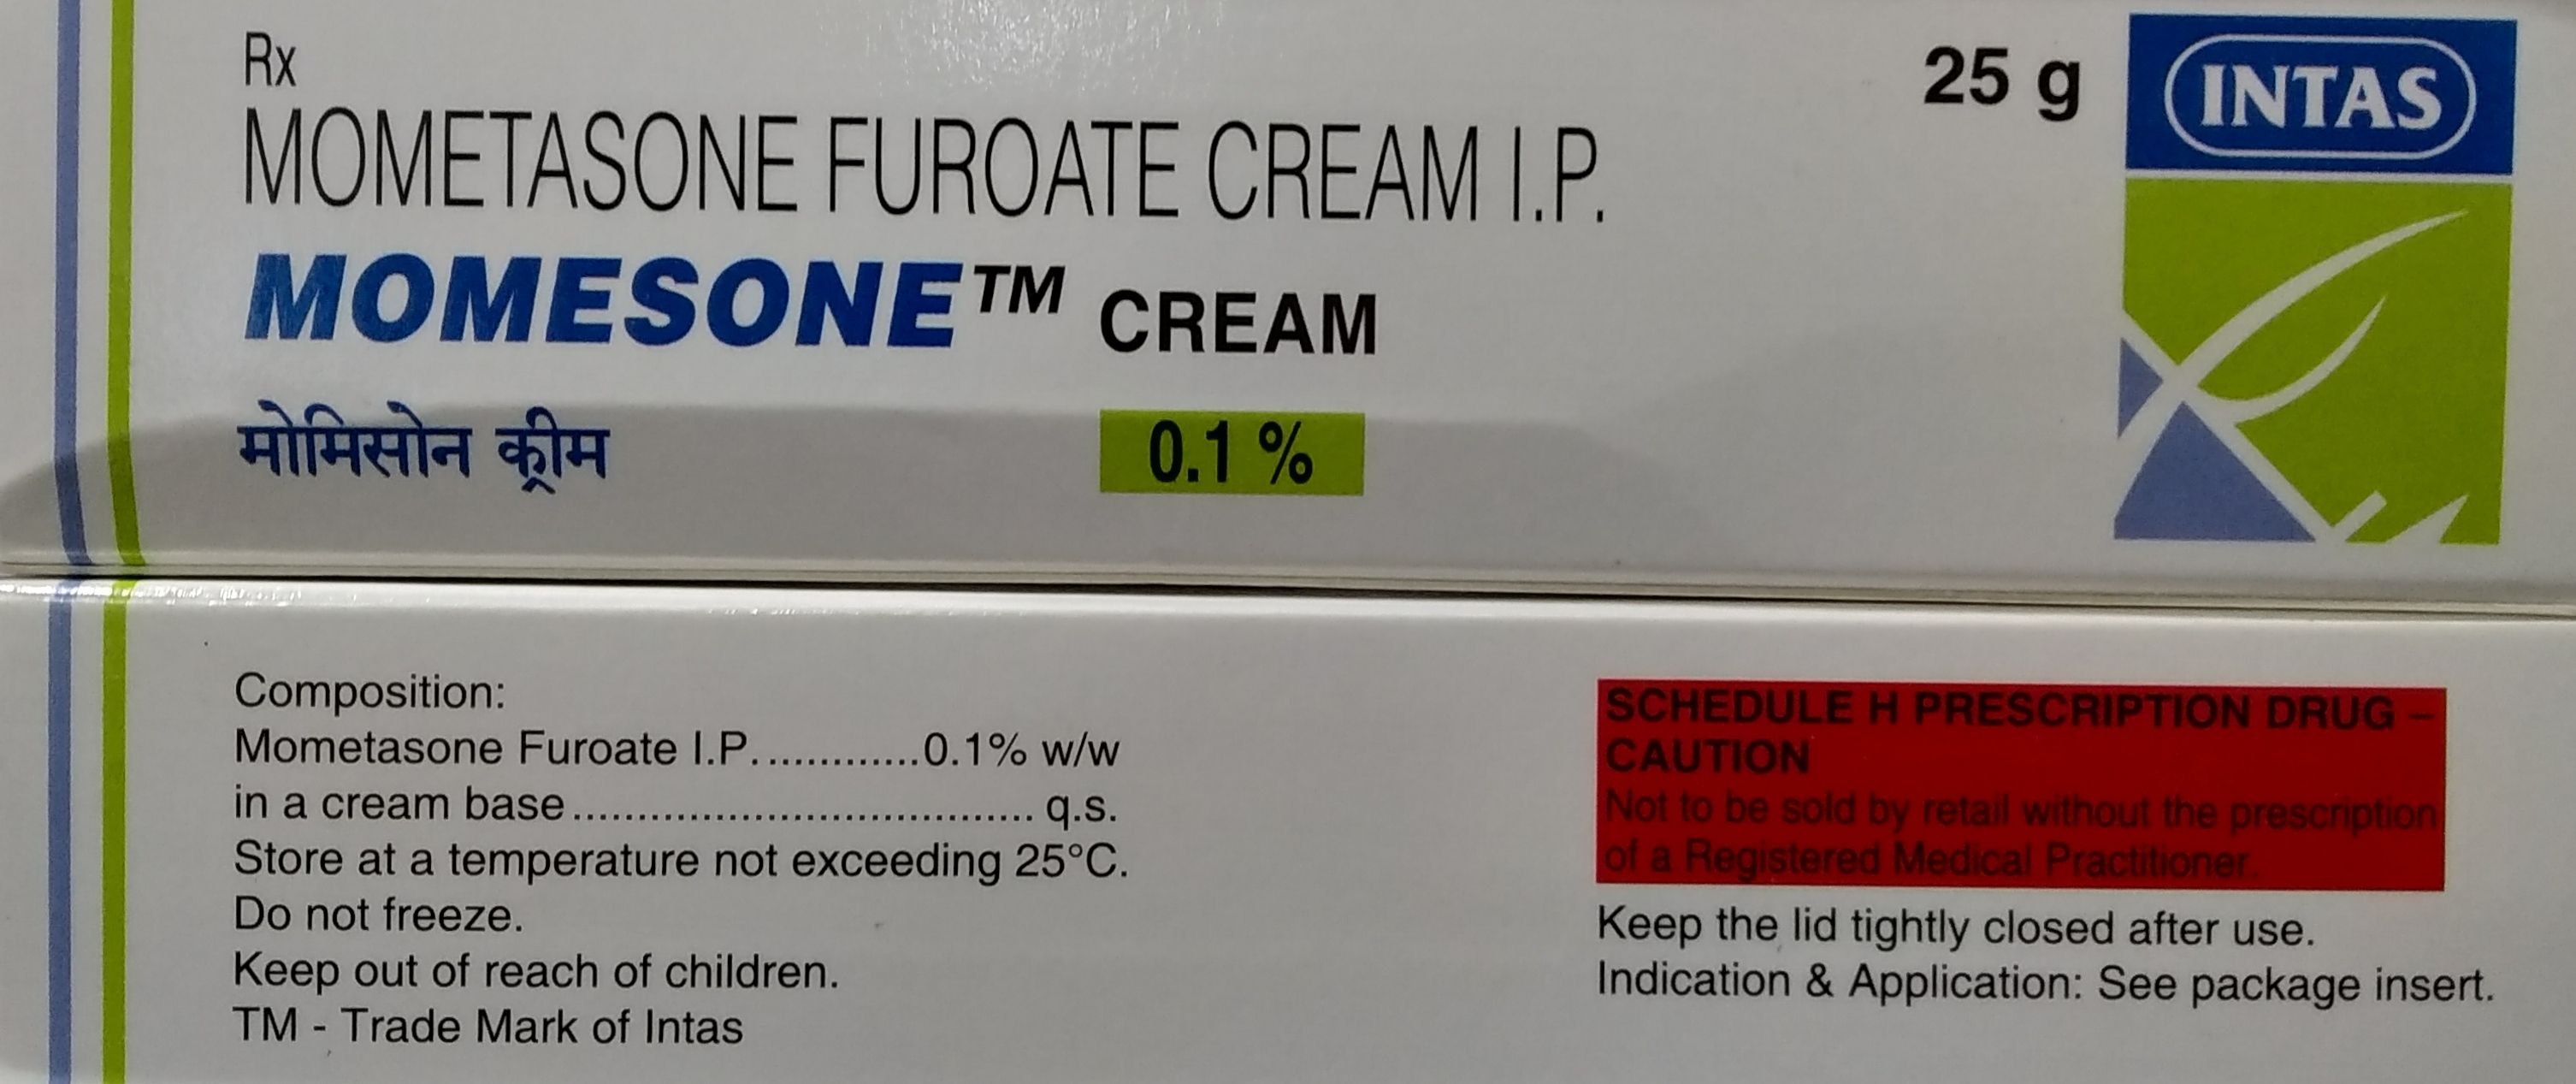 Rx
25 g
INTAS
MOMETASONE FUROATE CREAM I.P.
MOMESONE™ CREAM
मोमिसोन क्रीम
0.1 %
Composition:
Mometasone Furoate I.P..............0.1% w/w
in a cream base.................................... q.s.
Store at a temperature not exceeding 25°C.
Do not freeze.
Keep out of reach of children.
TM - Trade Mark of Intas
SCHEDULE H PRESCRIPTION DRUG –
CAUTION
Not to be sold by retail without the prescription
of a Registered Medical Practitioner.
Keep the lid tightly closed after use.
Indication & Application: See package insert.